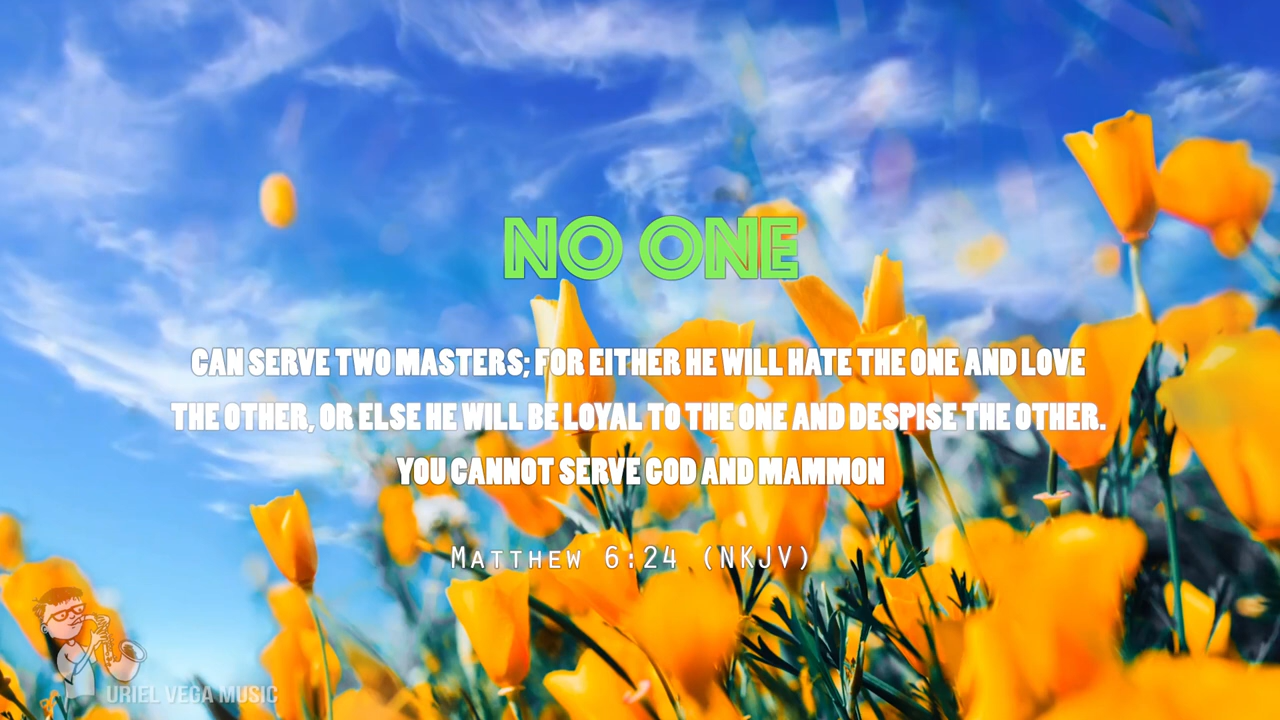 NO ONE
CAN SERVE TWO MASTERS; FOR EITHER HE WILL HATE THE ONE AND LOVE
THE OTHER, OR ELSE HE WILL BE LOYAL TO THE ONE AND DESPISE THE OTHER.
YOU CANNOT SERVE GOD AND MAMMON
Matthew 6:24 (NKJV)
URIEL VEGA MUSIC